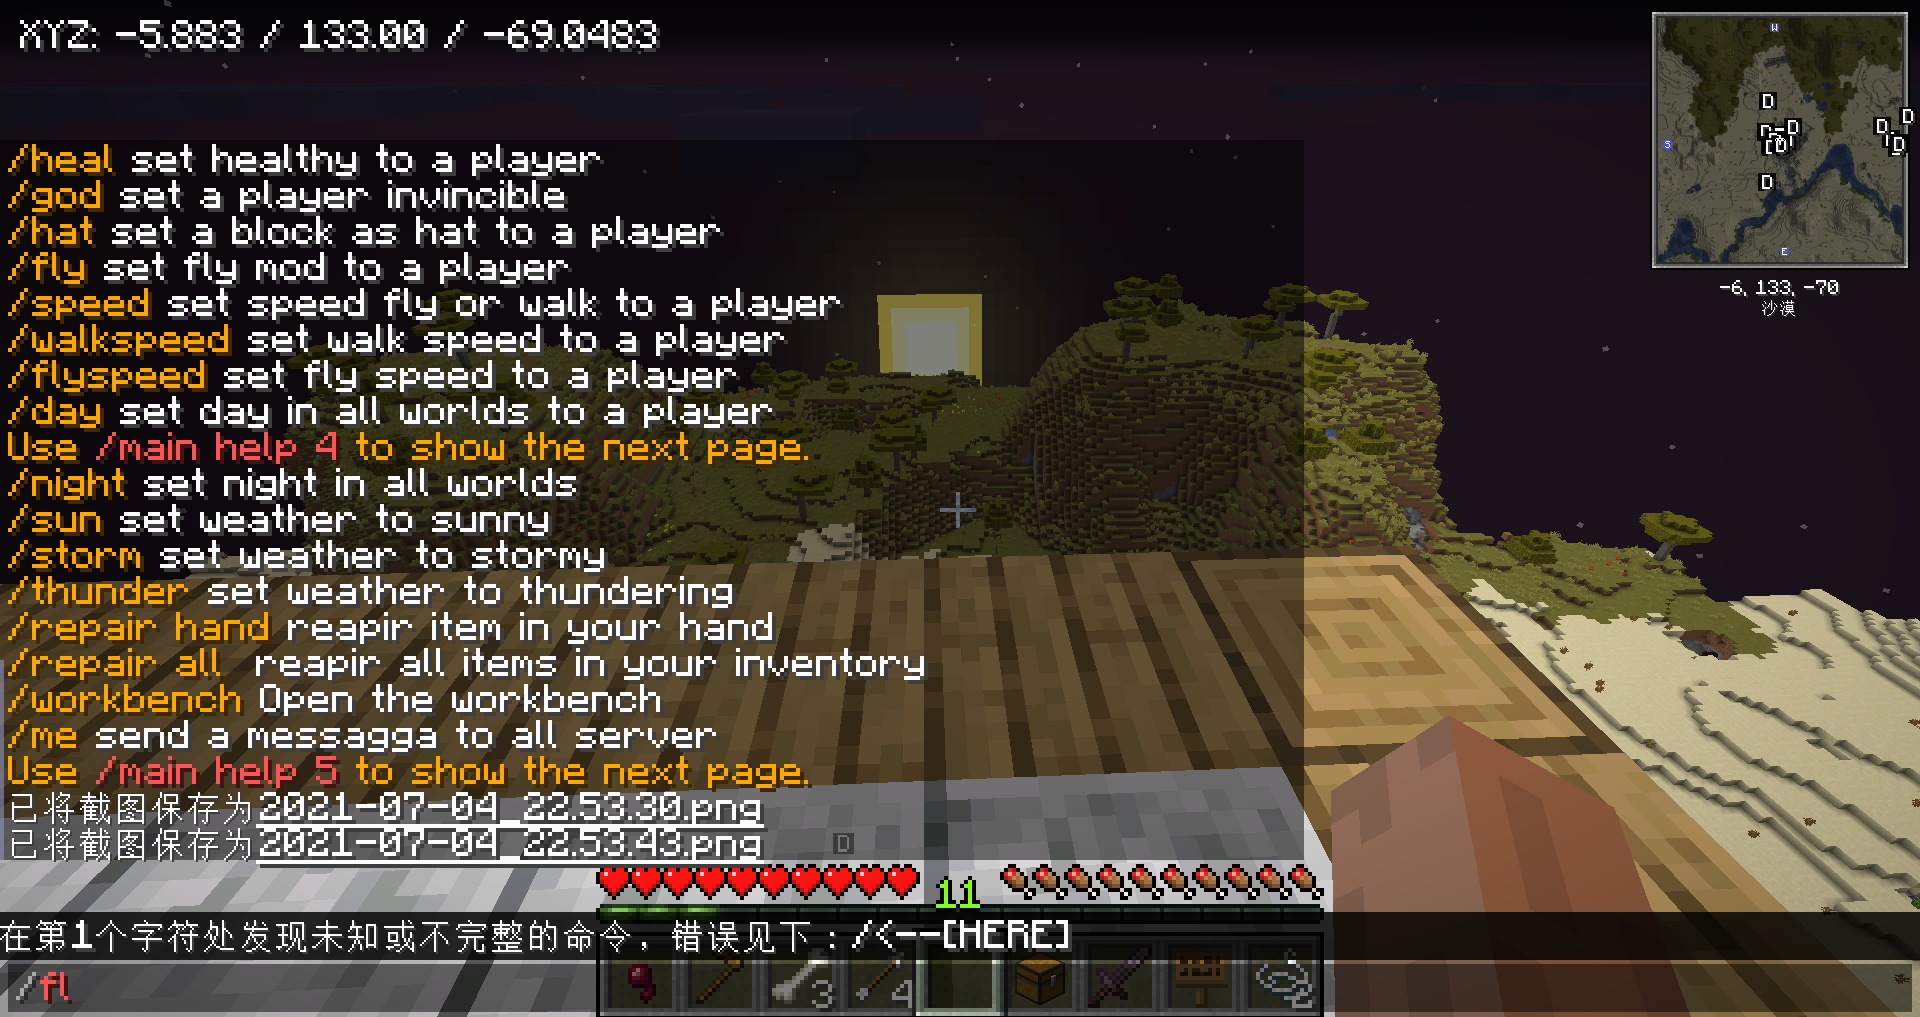 XYZ: -5.883 / 133.00 / -69.0483
W
D
D
D
D
D
S
D
D
D
E
-6, 133, -70
沙漠
/heal set healthy to a player
/god set a player invincible
/hat set a block as hat to a player
/fly set fly mod to a player
/speed set speed fly or walk to a player
/walkspeed set walk speed to a player
/flyspeed set fly speed to a player
/day set day in all worlds to a player
Use /main help 4 to show the next page.
/night set night in all worlds
/sun set weather to sunny
/storm set weather to stormy
/thunder set weather to thundering
/repair hand reapir item in your hand
/repair all  reapir all items in your inventory
/workbench Open the workbench
/me send a messagga to all server
Use /main help 5 to show the next page.
已将截图保存为2021-07-04_22.53.30.png
已将截图保存为2021-07-04_22.53.43.png
D
11
在第1个字符处发现未知或不完整的命令，错误见下：/<--[HERE]
3
4
2
/fl